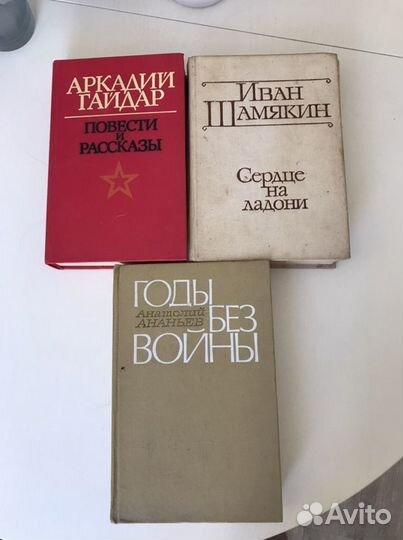 АРКАДИЙ
ГАЙДАР
ПОВЕСТИ
И
РАССКАЗЫ
Иван
Шамякин
Сердце
на
ладони
ГОДЫ
Анатолий
АНАНЬЕВ
БЕЗ
ВОЙНЫ
Avito